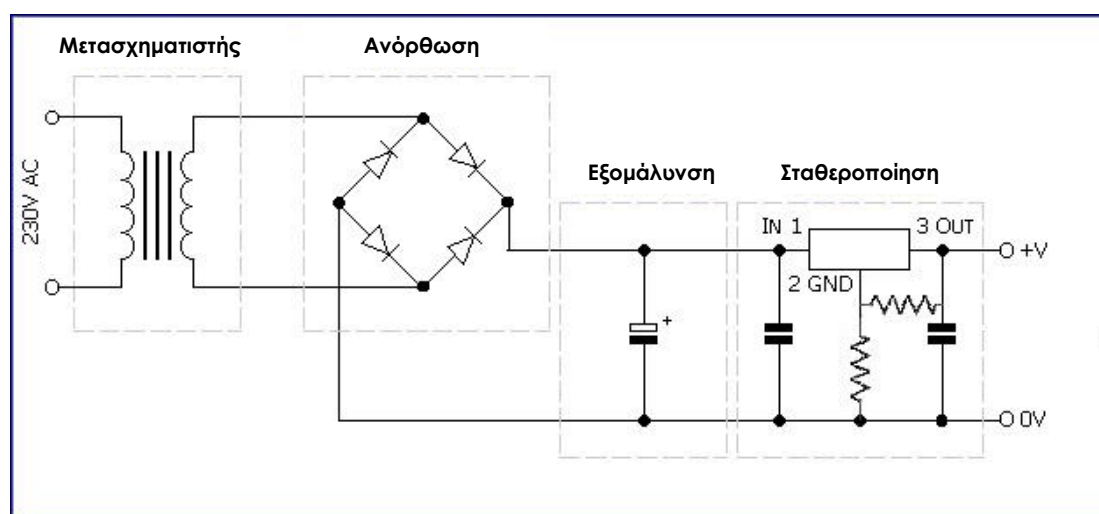 Μετασχηματιστής
Ανόρθωση
230V AC
Εξομάλυνση
Σταθεροποίηση
IN 1
3 OUT
+V
2 GND
+
0V